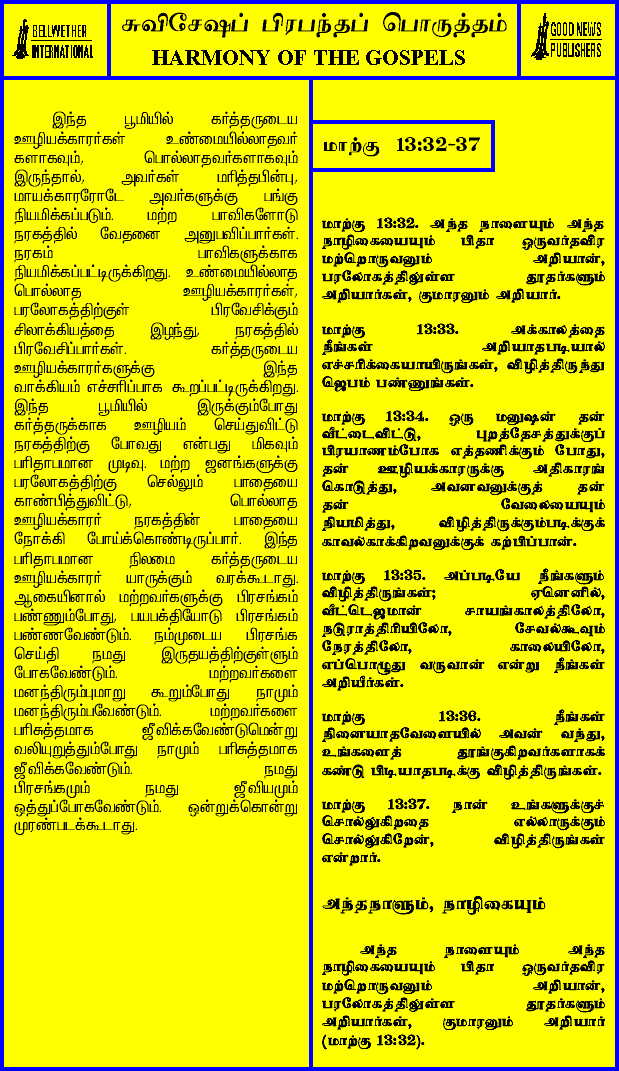 BELLWETHER
INTERNATIONAL
சுவிசேஷப் பிரபந்தப் பொருத்தம்
HARMONY OF THE GOSPELS
GOOD NEWS
PUBLISHERS
இந்த பூமியில் கர்த்தருடைய
ஊழியக்காரர்கள் உண்மையில்லாதவர்
களாகவும், பொல்லாதவர்களாகவும்
இருந்தால், அவர்கள் மரித்தபின்பு,
மாயக்காரரோடே அவர்களுக்கு பங்கு
நியமிக்கப்படும். மற்ற பாவிகளோடு
நரகத்தில் வேதனை அனுபவிப்பார்கள்.
நரகம் பாவிகளுக்காக
நியமிக்கப்பட்டிருக்கிறது. உண்மையில்லாத
பொல்லாத ஊழியக்காரர்கள்,
பரலோகத்திற்குள் பிரவேசிக்கும்
சிலாக்கியத்தை இழந்து, நரகத்தில்
பிரவேசிப்பார்கள். கர்த்தருடைய
ஊழியக்காரர்களுக்கு இந்த
வாக்கியம் எச்சரிப்பாக கூறப்பட்டிருக்கிறது.
இந்த பூமியில் இருக்கும்போது
கர்த்தருக்காக ஊழியம் செய்துவிட்டு
நரகத்திற்கு போவது என்பது மிகவும்
பரிதாபமான முடிவு. மற்ற ஜனங்களுக்கு
பரலோகத்திற்கு செல்லும் பாதையை
காண்பித்துவிட்டு, பொல்லாத
ஊழியக்காரர் நரகத்தின் பாதையை
நோக்கி போய்க்கொண்டிருப்பார். இந்த
பரிதாபமான நிலமை கர்த்தருடைய
ஊழியக்காரர் யாருக்கும் வரக்கூடாது.
ஆகையினால் மற்றவர்களுக்கு பிரசங்கம்
பண்ணும்போது, பயபக்தியோடு பிரசங்கம்
பண்ணவேண்டும். நம்முடைய பிரசங்க
செய்தி நமது இருதயத்திற்குள்ளும்
போகவேண்டும். மற்றவர்களை
மனந்திரும்புமாறு கூறும்போது நாமும்
மனந்திரும்பவேண்டும். மற்றவர்களை
பரிசுத்தமாக ஜீவிக்கவேண்டுமென்று
வலியுறுத்தும்போது நாமும் பரிசுத்தமாக
ஜீவிக்கவேண்டும். நமது
பிரசங்கமும் நமது ஜீவியமும்
ஒத்துப்போகவேண்டும். ஒன்றுக்கொன்று
முரண்படக்கூடாது.
மாற்கு 13:32-37
மாற்கு 13:32. அந்த நாளையும் அந்த
நாழிகையையும் பிதா ஒருவர்தவிர
மற்றொருவனும் அறியான்,
பரலோகத்திலுள்ள தூதர்களும்
அறியார்கள், குமாரனும் அறியார்.
மாற்கு 13:33. அக்காலத்தை
நீங்கள் அறியாதபடியால்
எச்சரிக்கையாயிருங்கள், விழித்திருந்து
ஜெபம் பண்ணுங்கள்.
மாற்கு 13:34. ஒரு மனுஷன் தன்
வீட்டைவிட்டு, புறத்தேசத்துக்குப்
பிரயாணம்போக எத்தணிக்கும் போது,
தன் ஊழியக்காரருக்கு அதிகாரங்
கொடுத்து, அவனவனுக்குத் தன்
தன் வேலையையும்
நியமித்து, விழித்திருக்கும்படிக்குக்
காவல்காக்கிறவனுக்குக் கற்பிப்பான்.
மாற்கு 13:35. அப்படியே நீங்களும்
விழித்திருங்கள்; ஏனெனில்,
வீட்டெஜமான் சாயங்காலத்திலோ,
நடுராத்திரியிலோ, சேவல்கூவும்
நேரத்திலோ, காலையிலோ,
எப்பொழுது வருவான் என்று நீங்கள்
அறியீர்கள்.
மாற்கு 13:36. நீங்கள்
நினையாதவேளையில் அவன் வந்து,
உங்களைத் தூங்குகிறவர்களாகக்
கண்டு பிடியாதபடிக்கு விழித்திருங்கள்.
மாற்கு 13:37. நான் உங்களுக்குச்
சொல்லுகிறதை எல்லாருக்கும்
சொல்லுகிறேன், விழித்திருங்கள்
என்றார்.
அந்தநாளும், நாழிகையும்
அந்த நாளையும் அந்த
நாழிகையையும் பிதா ஒருவர்தவிர
மற்றொருவனும் அறியான்,
பரலோகத்திலுள்ள தூதர்களும்
அறியார்கள், குமாரனும் அறியார்
(மாற்கு 13:32).